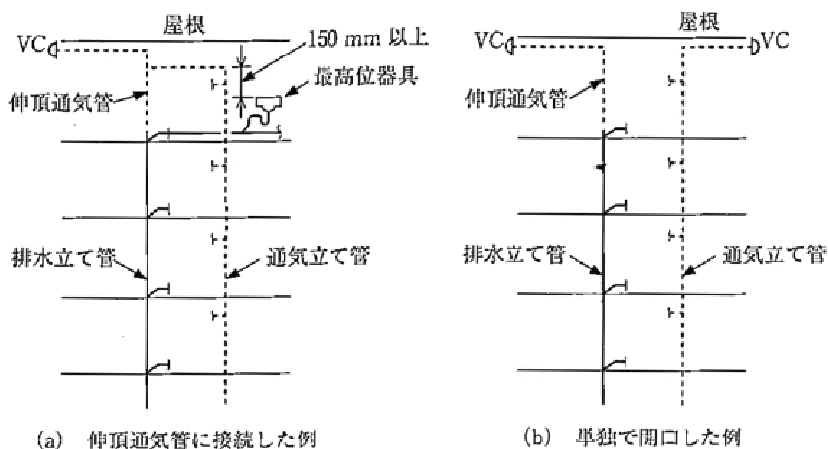 屋根
VC
150 mm 以上
最高位器具
伸頂通気管
排水立て管
通気立て管
(a) 伸頂通気管に接続した例
屋根
VC
VC
伸頂通気管
排水立て管
通気立て管
(b) 単独で開口した例